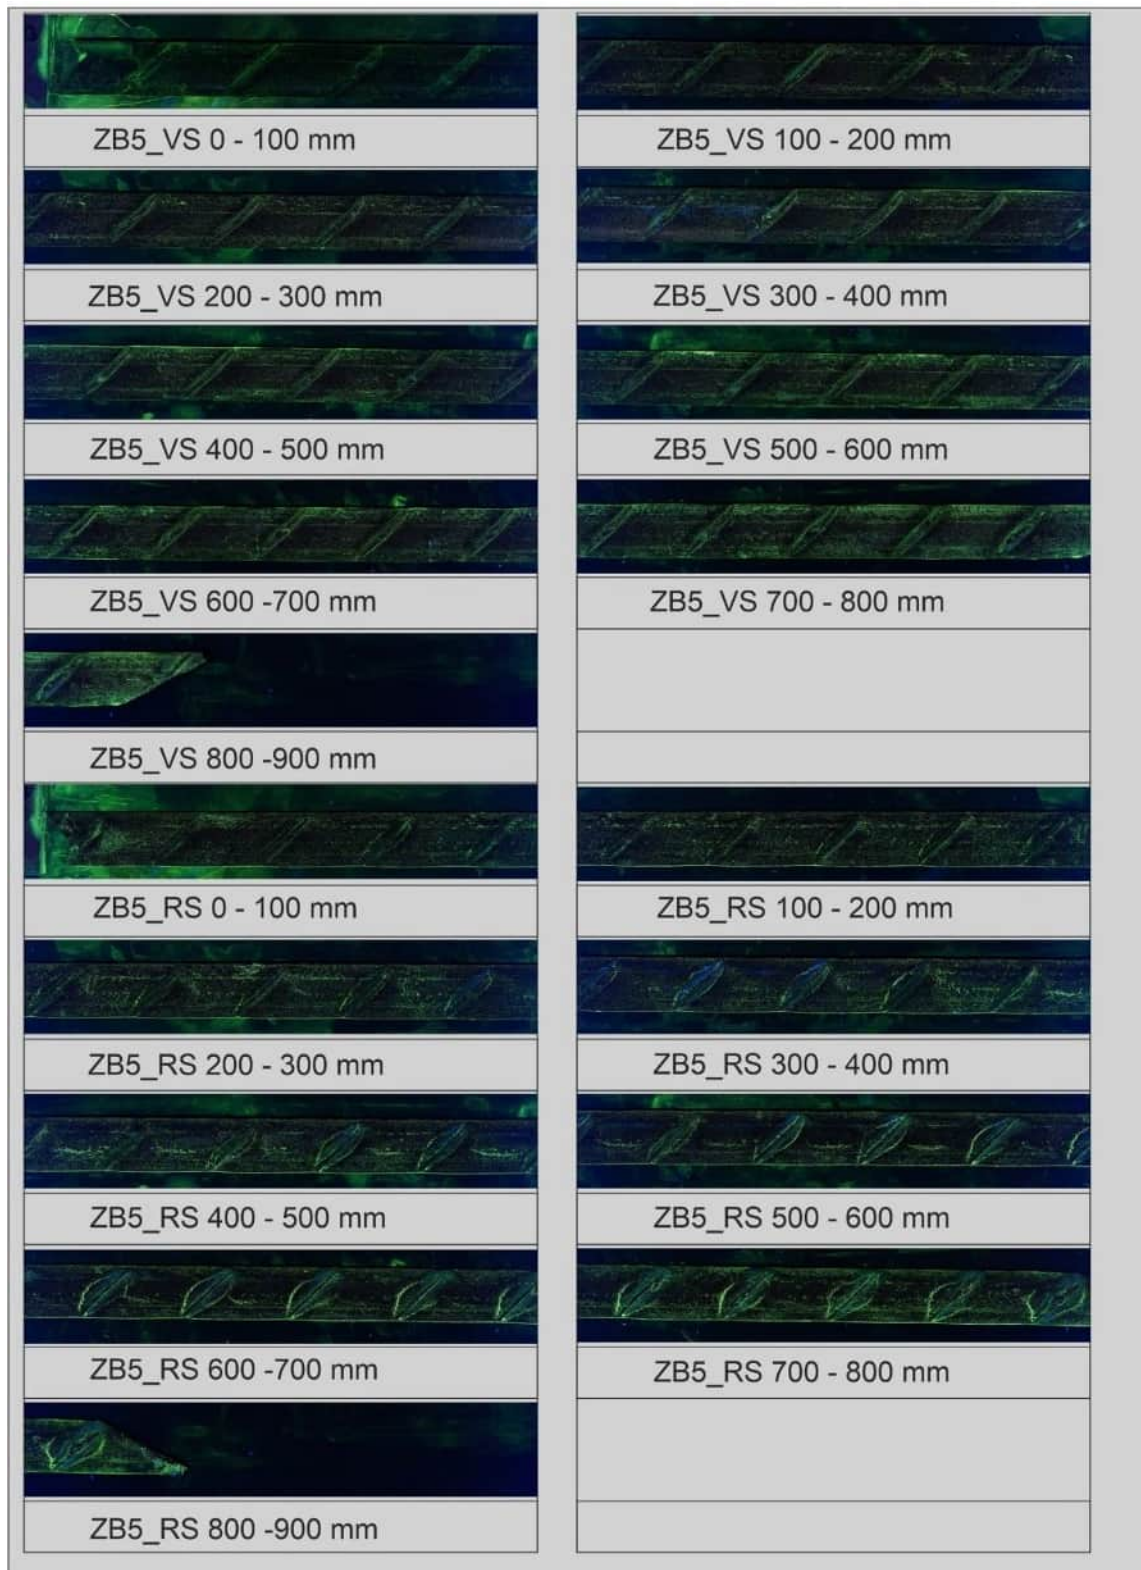 ZB5_VS 0 - 100 mm
ZB5_VS 100 - 200 mm
ZB5_VS 200 - 300 mm
ZB5_VS 300 - 400 mm
ZB5_VS 400 - 500 mm
ZB5_VS 500 - 600 mm
ZB5_VS 600 -700 mm
ZB5_VS 700 - 800 mm
ZB5_VS 800 -900 mm
ZB5_RS 0 - 100 mm
ZB5_RS 100 - 200 mm
ZB5_RS 200 - 300 mm
ZB5_RS 300 - 400 mm
ZB5_RS 400 - 500 mm
ZB5_RS 500 - 600 mm
ZB5_RS 600 -700 mm
ZB5_RS 700 - 800 mm
ZB5_RS 800 -900 mm